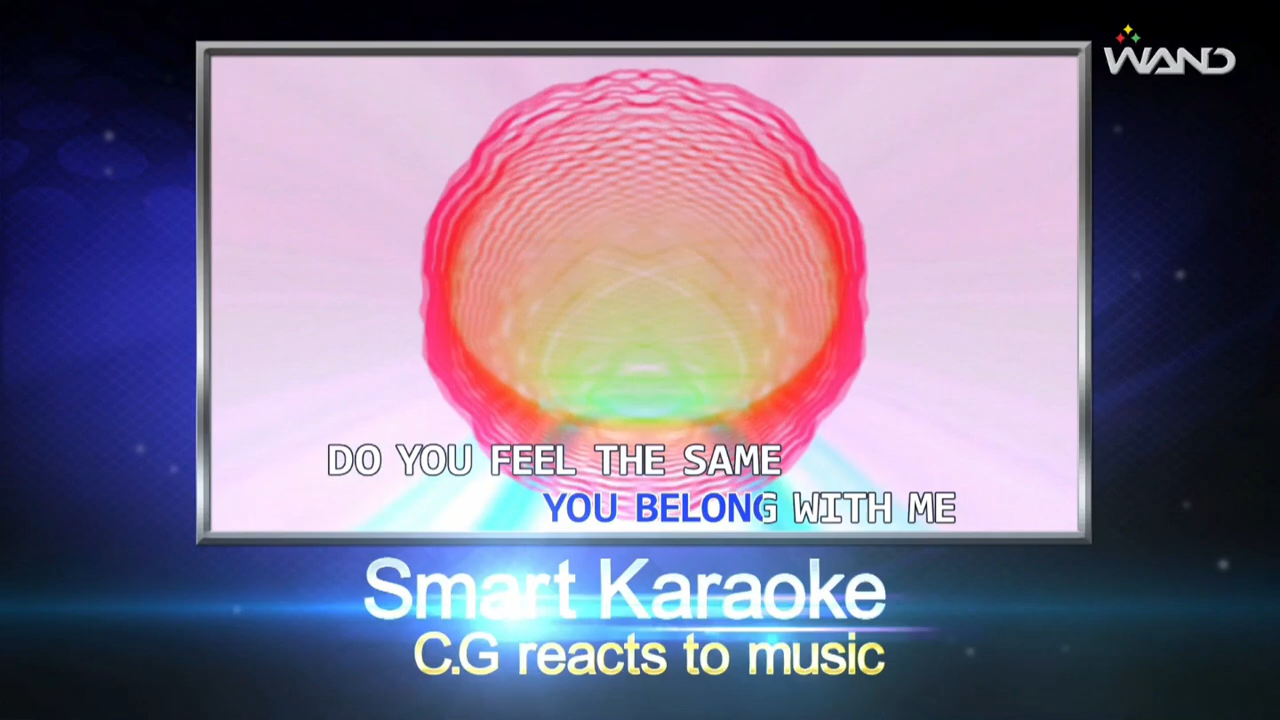 WAND
DO YOU FEEL THE SAME
YOU BELONG WITH ME
Smart Karaoke
C.G reacts to music